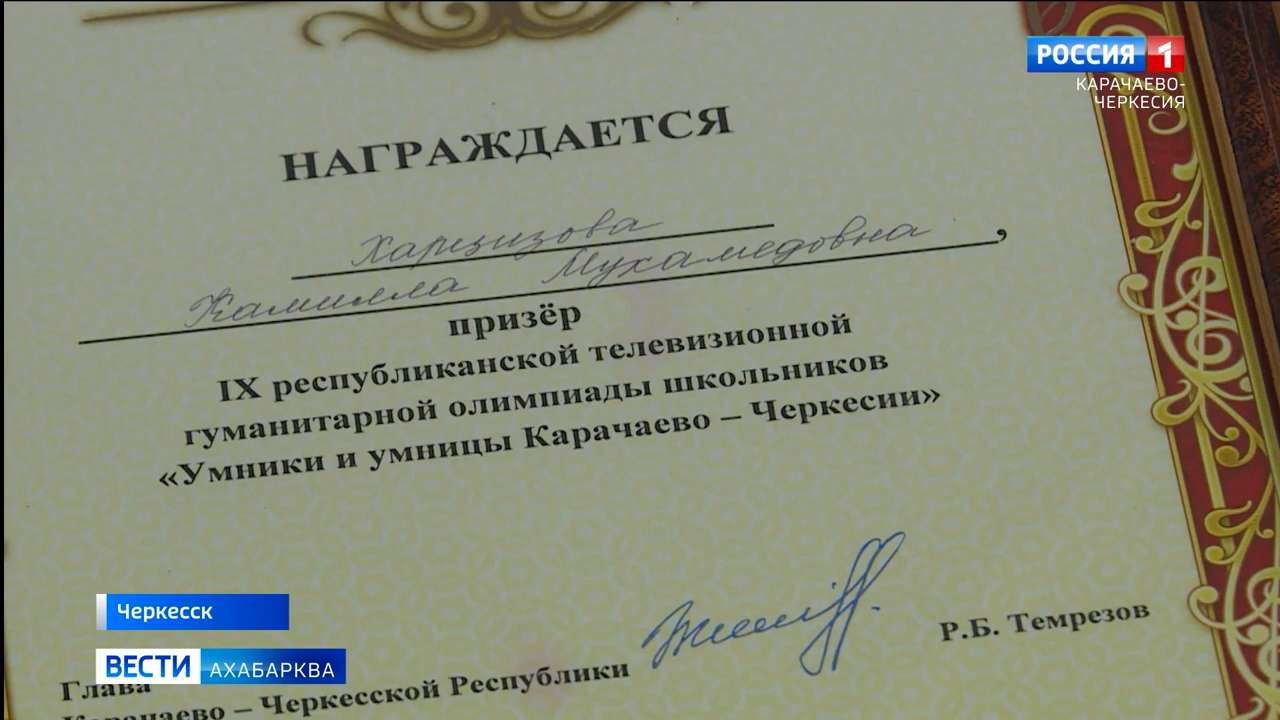 РОССИЯ 1
КАРАЧАЕВО-
ЧЕРКЕСИЯ
НАГРАЖДАЕТСЯ
Харзизова
Камилла Мухамедовна,
призёр
IX республиканской телевизионной
гуманитарной олимпиады школьников
«Умники и умницы Карачаево – Черкесии»
Черкесск
ВЕСТИ АХАБАРКВА
Глава
Карачаево – Черкесской Республики
Р.Б. Темрезов